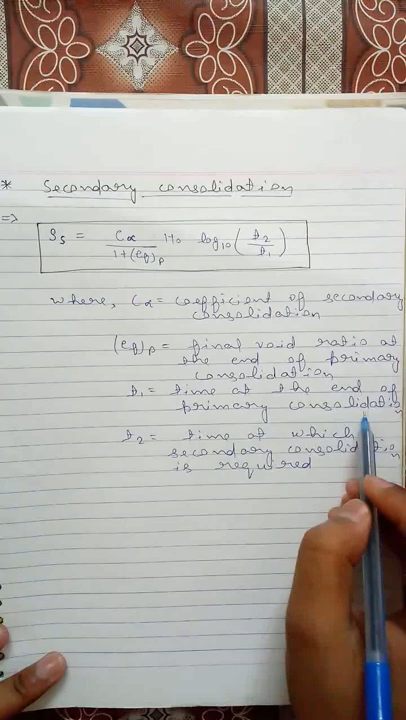 * Secondary consolidation
=> Ss = Cα / 1+(ef)p H0 log10 (t2 / t1)
where, Cα = coefficient of secondary
consolidation
(ef)p = final void ratio at
the end of primary
consolidation
t1 = time at the end of
primary consolidation
t2 = time at which
secondary consolidation
is required